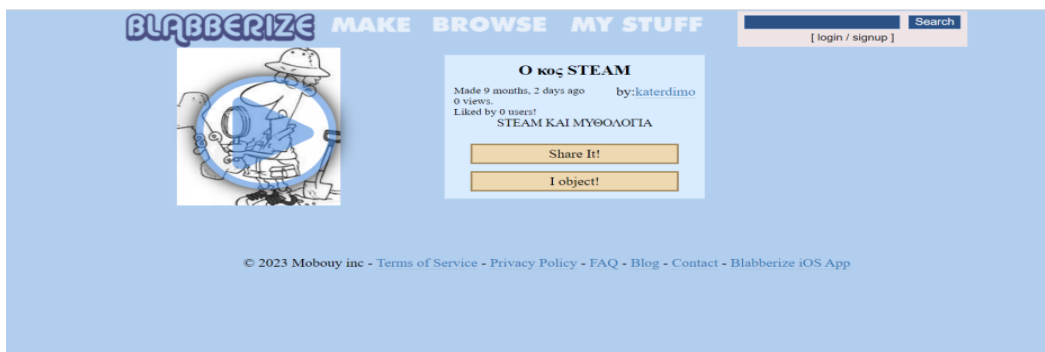 BLABBERIZE MAKE BROWSE MY STUFF
Search
[ login / signup ]
Ο κος STEAM
Made 9 months, 2 days ago by:katerdimo
0 views.
Liked by 0 users!
STEAM ΚΑΙ ΜΥΘΟΛΟΓΙΑ
Share It!
I object!
© 2023 Mobouy inc - Terms of Service - Privacy Policy - FAQ - Blog - Contact - Blabberize iOS App